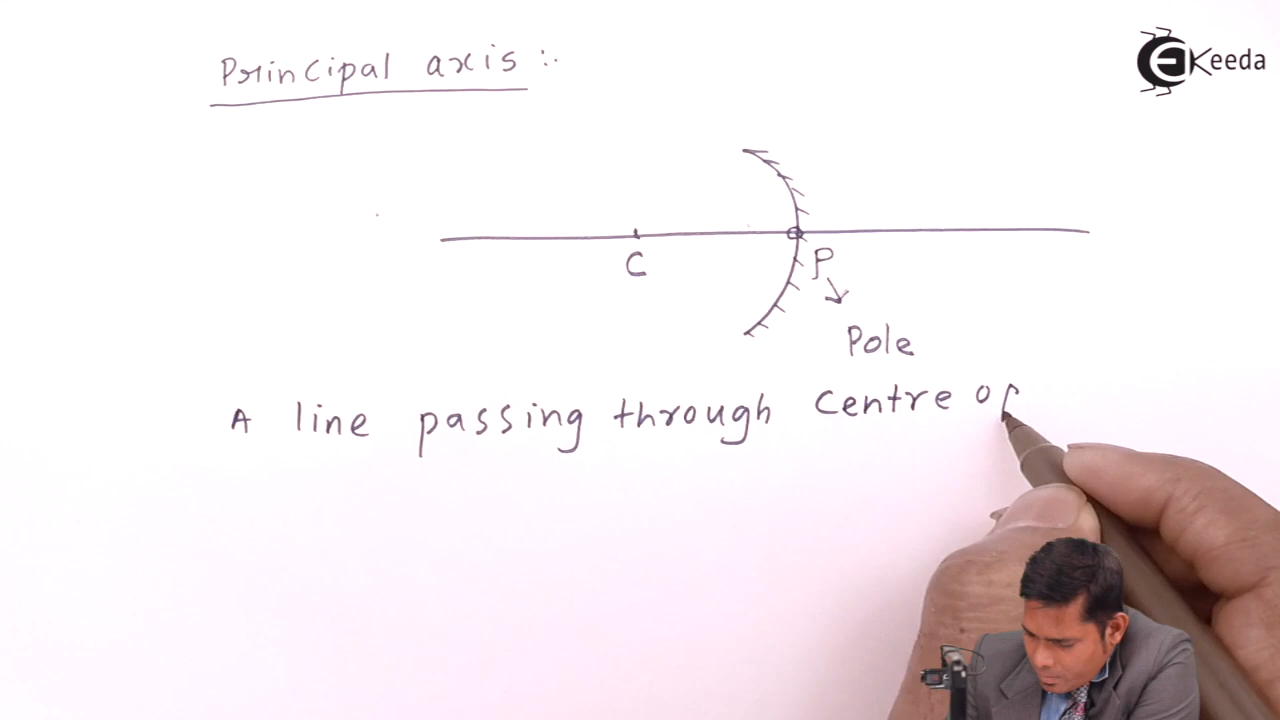 Principal axis :.
EKeeda
C
P
Pole
A line passing through centre of